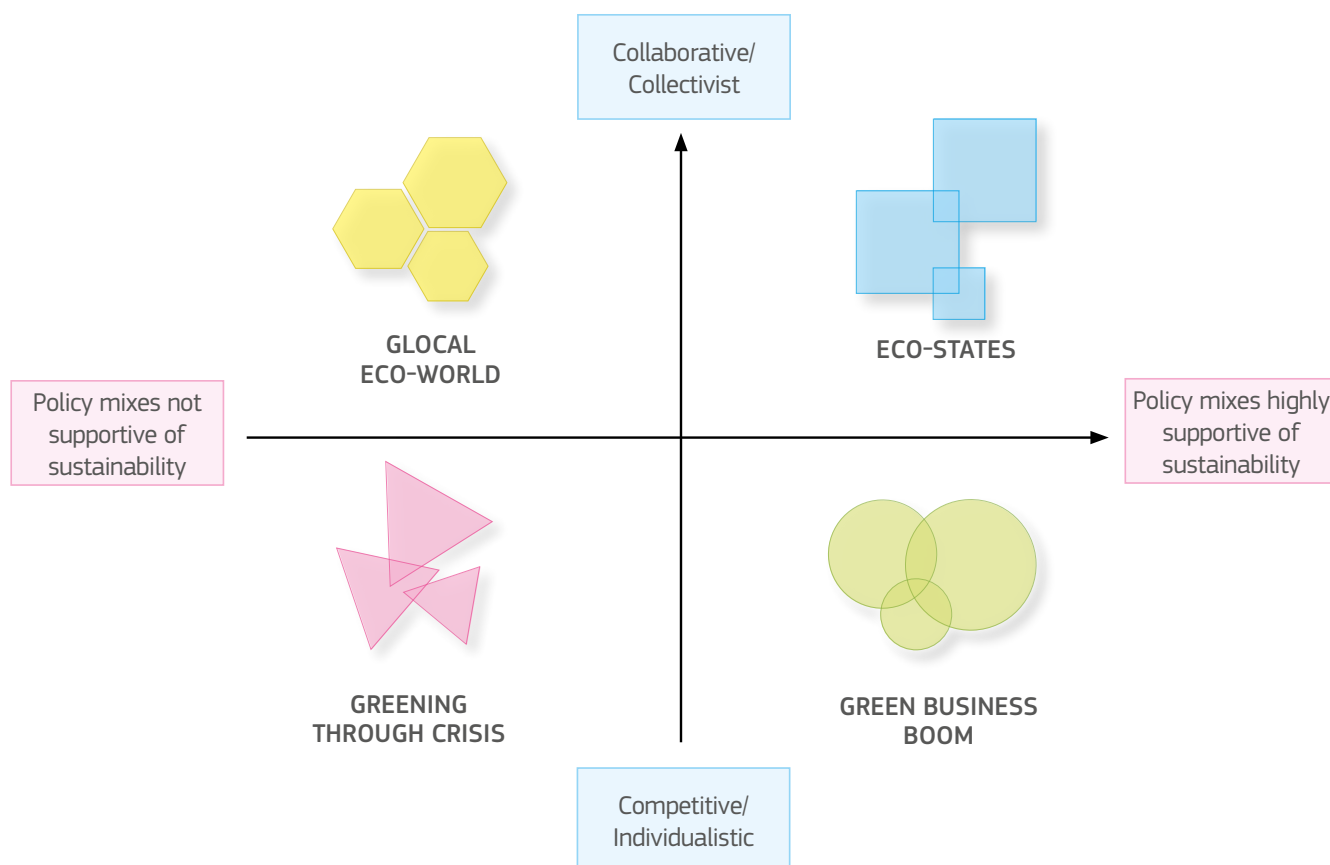 Collaborative/
Collectivist
GLOCAL
ECO-WORLD
ECO-STATES
Policy mixes not
supportive of
sustainability
Policy mixes highly
supportive of
sustainability
GREENING
THROUGH CRISIS
GREEN BUSINESS
BOOM
Competitive/
Individualistic